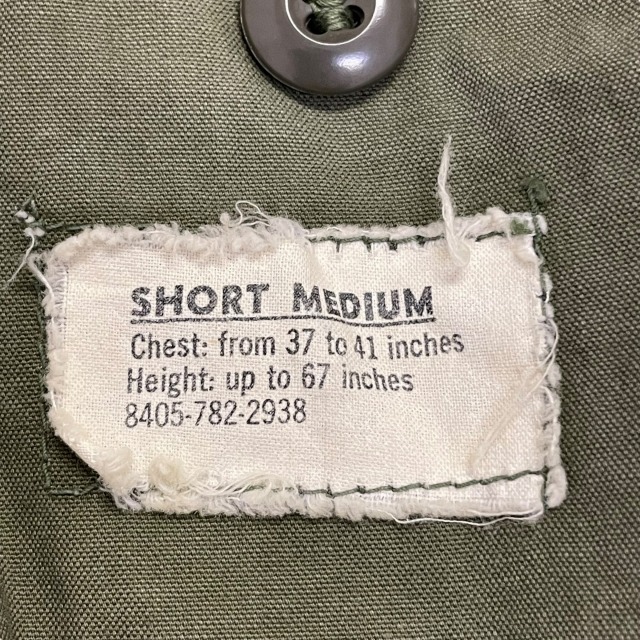 SHORT MEDIUM
Chest: from 37 to 41 inches
Height: up to 67 inches
8405-782-2938